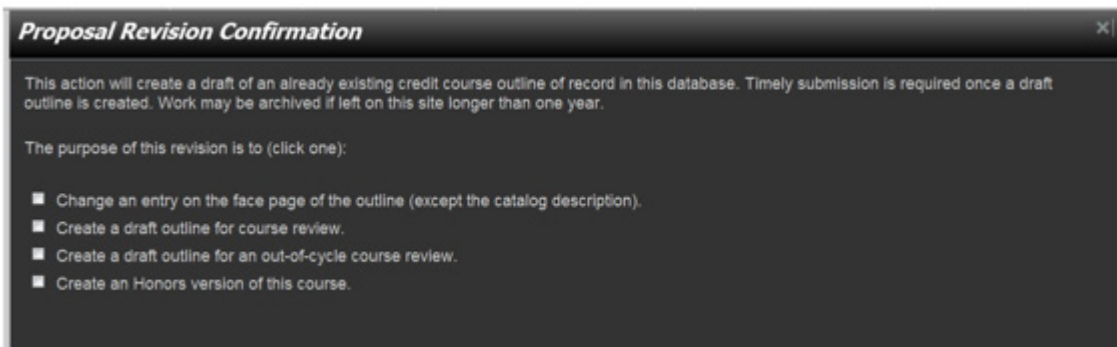 Proposal Revision Confirmation
This action will create a draft of an already existing credit course outline of record in this database. Timely submission is required once a draft
outline is created. Work may be archived if left on this site longer than one year.
The purpose of this revision is to (click one):
Change an entry on the face page of the outline (except the catalog description).
Create a draft outline for course review.
Create a draft outline for an out-of-cycle course review.
Create an Honors version of this course.